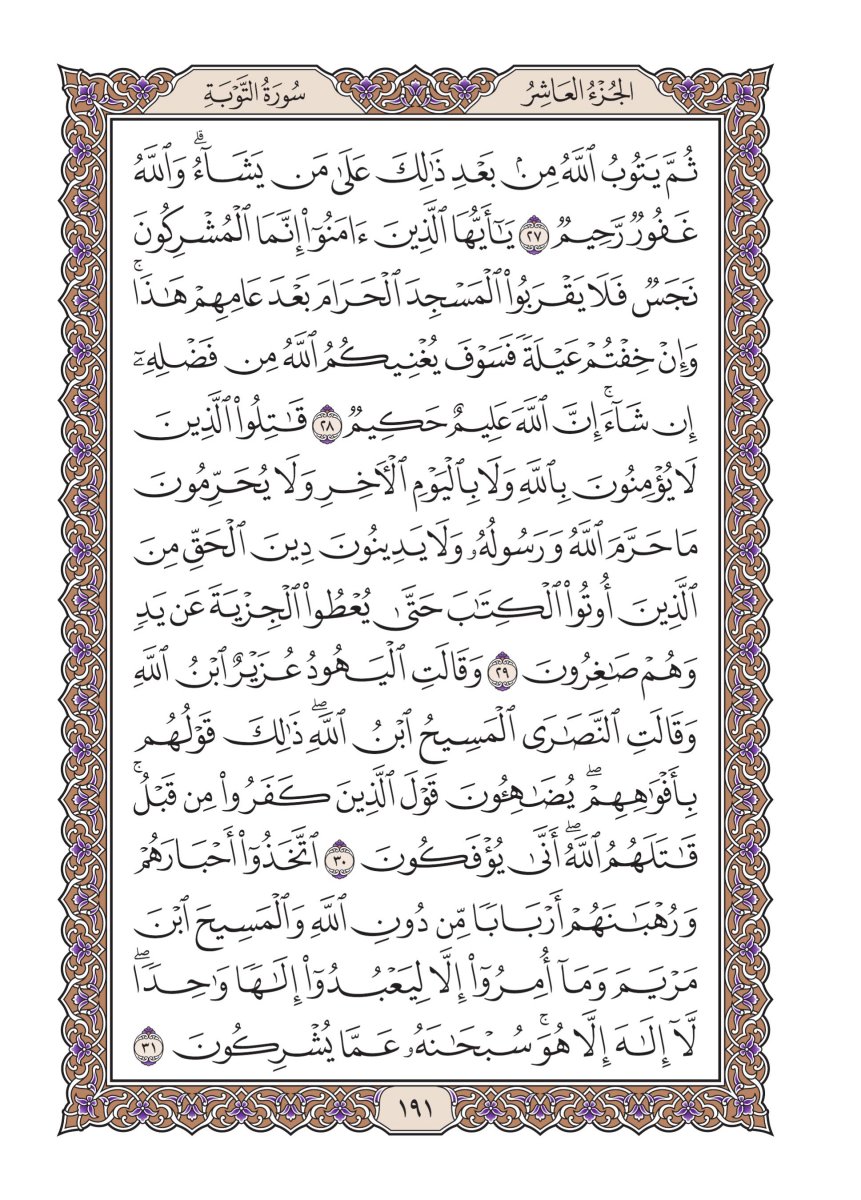 الجُزْءُ العَاشِرُ
سُورَةُ التَّوْبَةِ
ثُمَّ يَتُوبُ ٱللَّهُ مِنۢ بَعْدِ ذَٰلِكَ عَلَىٰ مَن يَشَآءُۗ وَٱللَّهُ
غَفُورٌ رَّحِيمٌ ٢٧ يَٰٓأَيُّهَا ٱلَّذِينَ ءَامَنُوٓاْ إِنَّمَا ٱلْمُشْرِكُونَ
نَجَسٌ فَلَا يَقْرَبُواْ ٱلْمَسْجِدَ ٱلْحَرَامَ بَعْدَ عَامِهِمْ هَٰذَاۚ
وَإِنْ خِفْتُمْ عَيْلَةً فَسَوْفَ يُغْنِيكُمُ ٱللَّهُ مِن فَضْلِهِۦٓ
إِن شَآءَۚ إِنَّ ٱللَّهَ عَلِيمٌ حَكِيمٌ ٢٨ قَٰتِلُواْ ٱلَّذِينَ
لَا يُؤْمِنُونَ بِٱللَّهِ وَلَا بِٱلْيَوْمِ ٱلْأٓخِرِ وَلَا يُحَرِّمُونَ
مَا حَرَّمَ ٱللَّهُ وَرَسُولُهُۥ وَلَا يَدِينُونَ دِينَ ٱلْحَقِّ مِنَ
ٱلَّذِينَ أُوتُواْ ٱلْكِتَٰبَ حَتَّىٰ يُعْطُواْ ٱلْجِزْيَةَ عَن يَدٍ
وَهُمْ صَٰغِرُونَ ٢٩ وَقَالَتِ ٱلْيَهُودُ عُزَيْرٌ ٱبْنُ ٱللَّهِ
وَقَالَتِ ٱلنَّصَٰرَى ٱلْمَسِيحُ ٱبْنُ ٱللَّهِۖ ذَٰلِكَ قَوْلُهُم
بِأَفْوَٰهِهِمْۖ يُضَٰهِـُٔونَ قَوْلَ ٱلَّذِينَ كَفَرُواْ مِن قَبْلُۚ
قَٰتَلَهُمُ ٱللَّهُۖ أَنَّىٰ يُؤْفَكُونَ ٣٠ ٱتَّخَذُوٓاْ أَحْبَارَهُمْ
وَرُهْبَٰنَهُمْ أَرْبَابًا مِّن دُونِ ٱللَّهِ وَٱلْمَسِيحَ ٱبْنَ
مَرْيَمَ وَمَآ أُمِرُوٓاْ إِلَّا لِيَعْبُدُوٓاْ إِلَٰهًا وَٰحِدًاۖ
لَّآ إِلَٰهَ إِلَّا هُوَۚ سُبْحَٰنَهُۥ عَمَّا يُشْرِكُونَ ٣١
١٩١